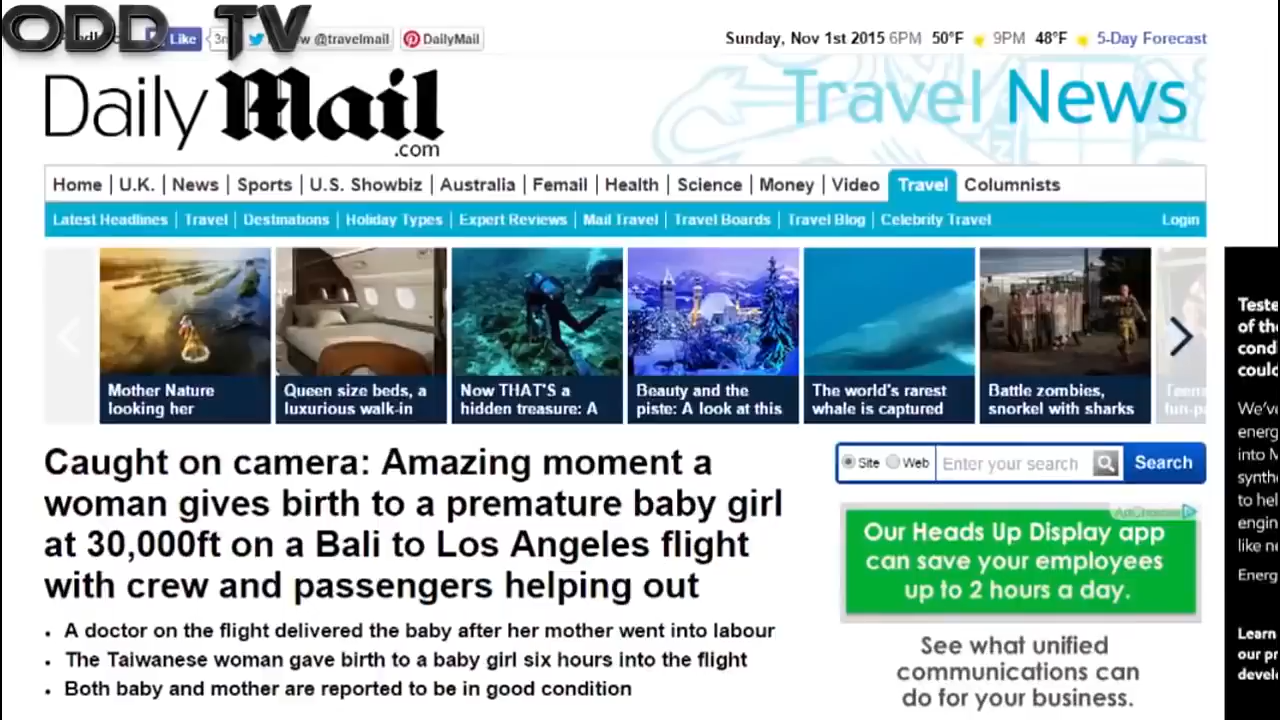 ODD TV
Like
@travelmail
DailyMail
Sunday, Nov 1st 2015 6PM 50°F 9PM 48°F 5-Day Forecast
Daily Mail
.com
Travel News
Home U.K. News Sports U.S. Showbiz Australia Femail Health Science Money Video Travel Columnists
Latest Headlines Travel Destinations Holiday Types Expert Reviews Mail Travel Travel Boards Travel Blog Celebrity Travel Login
Mother Nature
looking her
Queen size beds, a
luxurious walk-in
Now THAT'S a
hidden treasure: A
Beauty and the
piste: A look at this
The world's rarest
whale is captured
Battle zombies,
snorkel with sharks
Caught on camera: Amazing moment a
woman gives birth to a premature baby girl
at 30,000ft on a Bali to Los Angeles flight
with crew and passengers helping out
• A doctor on the flight delivered the baby after her mother went into labour
• The Taiwanese woman gave birth to a baby girl six hours into the flight
• Both baby and mother are reported to be in good condition
Site Web Enter your search Search
AdChoices
Our Heads Up Display app
can save your employees
up to 2 hours a day.
See what unified
communications can
do for your business.
of
We've
into
to
like
Learn
our